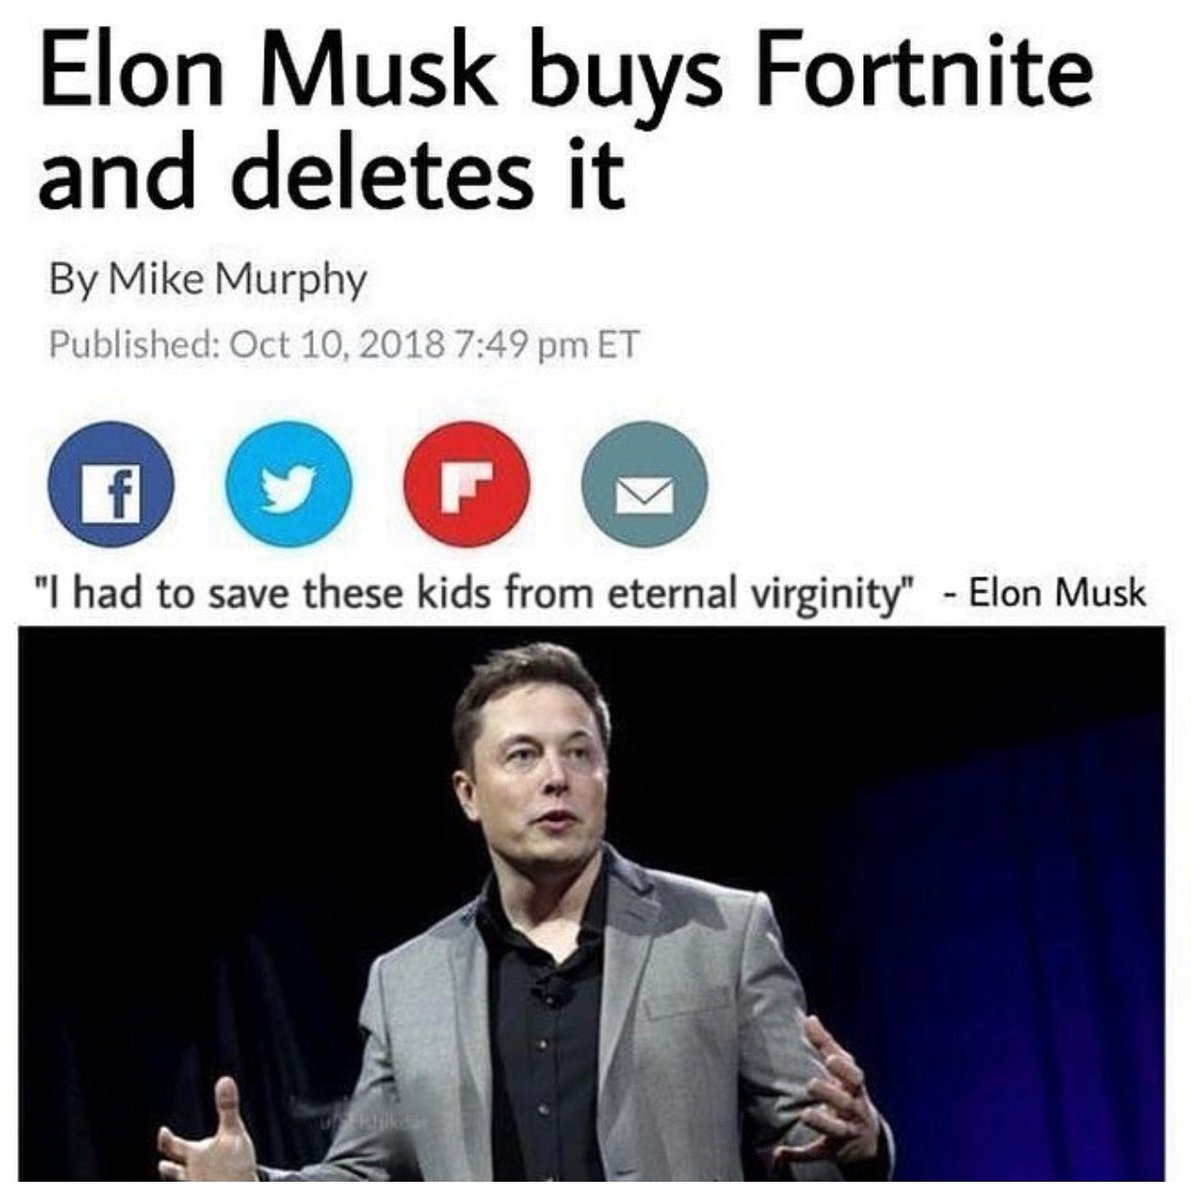 Elon Musk buys Fortnite
and deletes it
By Mike Murphy
Published: Oct 10, 2018 7:49 pm ET
"I had to save these kids from eternal virginity" - Elon Musk